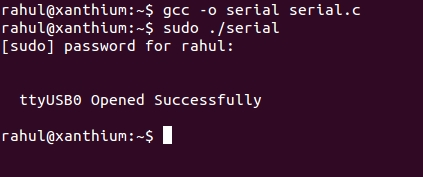 rahul@xanthium:~$ gcc -o serial serial.c
rahul@xanthium:~$ sudo ./serial
[sudo] password for rahul:
ttyUSB0 Opened Successfully
rahul@xanthium:~$